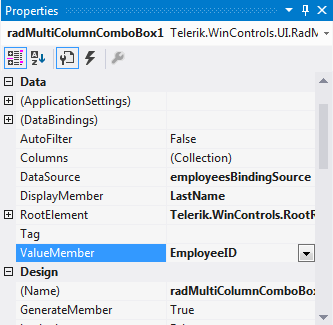 Properties
radMultiColumnComboBox1 Telerik.WinControls.UI.RadM
Data
(ApplicationSettings)
(DataBindings)
AutoFilter False
Columns (Collection)
DataSource employeesBindingSource
DisplayMember LastName
RootElement Telerik.WinControls.RootR
Tag
ValueMember EmployeeID
Design
(Name) radMultiColumnComboBox
GenerateMember True